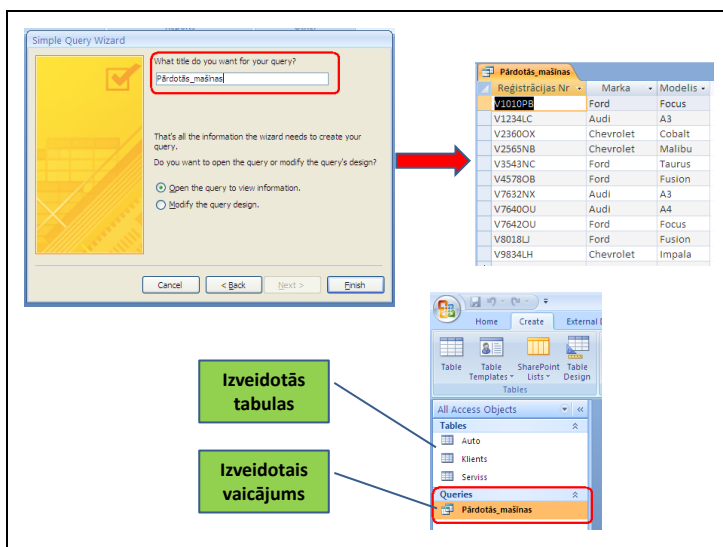 Simple Query Wizard
What title do you want for your query?
Pārdotās_mašīnas
That's all the information the wizard needs to create your
query.
Do you want to open the query or modify the query's design?
Open the query to view information.
Modify the query design.
Cancel
< Back
Next >
Finish
Pārdotās_mašīnas
Reģistrācijas Nr Marka Modelis
V1010PB Ford Focus
V1234LC Audi A3
V2360OX Chevrolet Cobalt
V2565NB Chevrolet Malibu
V3543NC Ford Taurus
V4578OB Ford Fusion
V7632NX Audi A3
V7640OU Audi A4
V7642OU Ford Focus
V8018LJ Ford Fusion
V9834LH Chevrolet Impala
Home Create External
Table Table SharePoint Table
Templates Lists Design
Tables
Izveidotās
tabulas
All Access Objects
Tables
Auto
Klients
Serviss
Izveidotais
vaicājums
Queries
Pārdotās_mašīnas